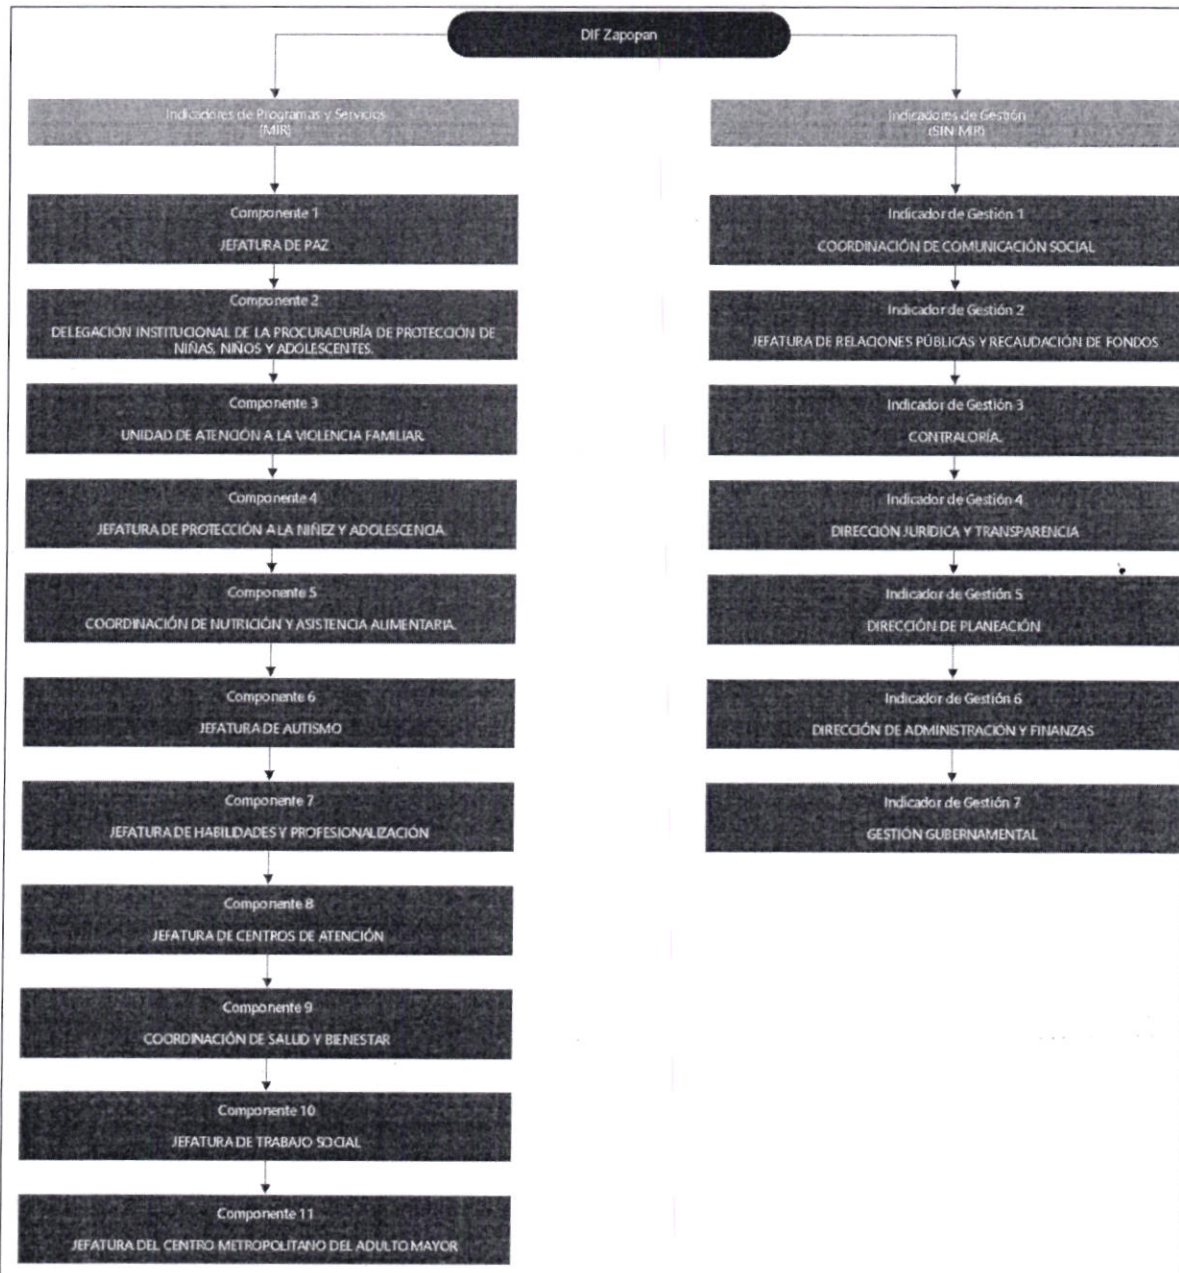 DIF Zapopan
Indicadores de Programas y Servicios
(MIR)
Componente 1
JEFATURA DE PAZ
Componente 2
DELEGACIÓN INSTITUCIONAL DE LA PROCURADURÍA DE PROTECCIÓN DE
NIÑAS, NIÑOS Y ADOLESCENTES.
Componente 3
UNIDAD DE ATENCIÓN A LA VIOLENCIA FAMILIAR.
Componente 4
JEFATURA DE PROTECCIÓN A LA NIÑEZ Y ADOLESCENCIA.
Componente 5
COORDINACIÓN DE NUTRICIÓN Y ASISTENCIA ALIMENTARIA.
Componente 6
JEFATURA DE AUTISMO
Componente 7
JEFATURA DE HABILIDADES Y PROFESIONALIZACIÓN
Componente 8
JEFATURA DE CENTROS DE ATENCIÓN
Componente 9
COORDINACIÓN DE SALUD Y BIENESTAR
Componente 10
JEFATURA DE TRABAJO SOCIAL
Componente 11
JEFATURA DEL CENTRO METROPOLITANO DEL ADULTO MAYOR
Indicadores de Gestión
(SIN MIR)
Indicador de Gestión 1
COORDINACIÓN DE COMUNICACIÓN SOCIAL
Indicador de Gestión 2
JEFATURA DE RELACIONES PÚBLICAS Y RECAUDACIÓN DE FONDOS
Indicador de Gestión 3
CONTRALORÍA.
Indicador de Gestión 4
DIRECCIÓN JURÍDICA Y TRANSPARENCIA
Indicador de Gestión 5
DIRECCIÓN DE PLANEACIÓN
Indicador de Gestión 6
DIRECCIÓN DE ADMINISTRACIÓN Y FINANZAS
Indicador de Gestión 7
GESTIÓN GUBERNAMENTAL